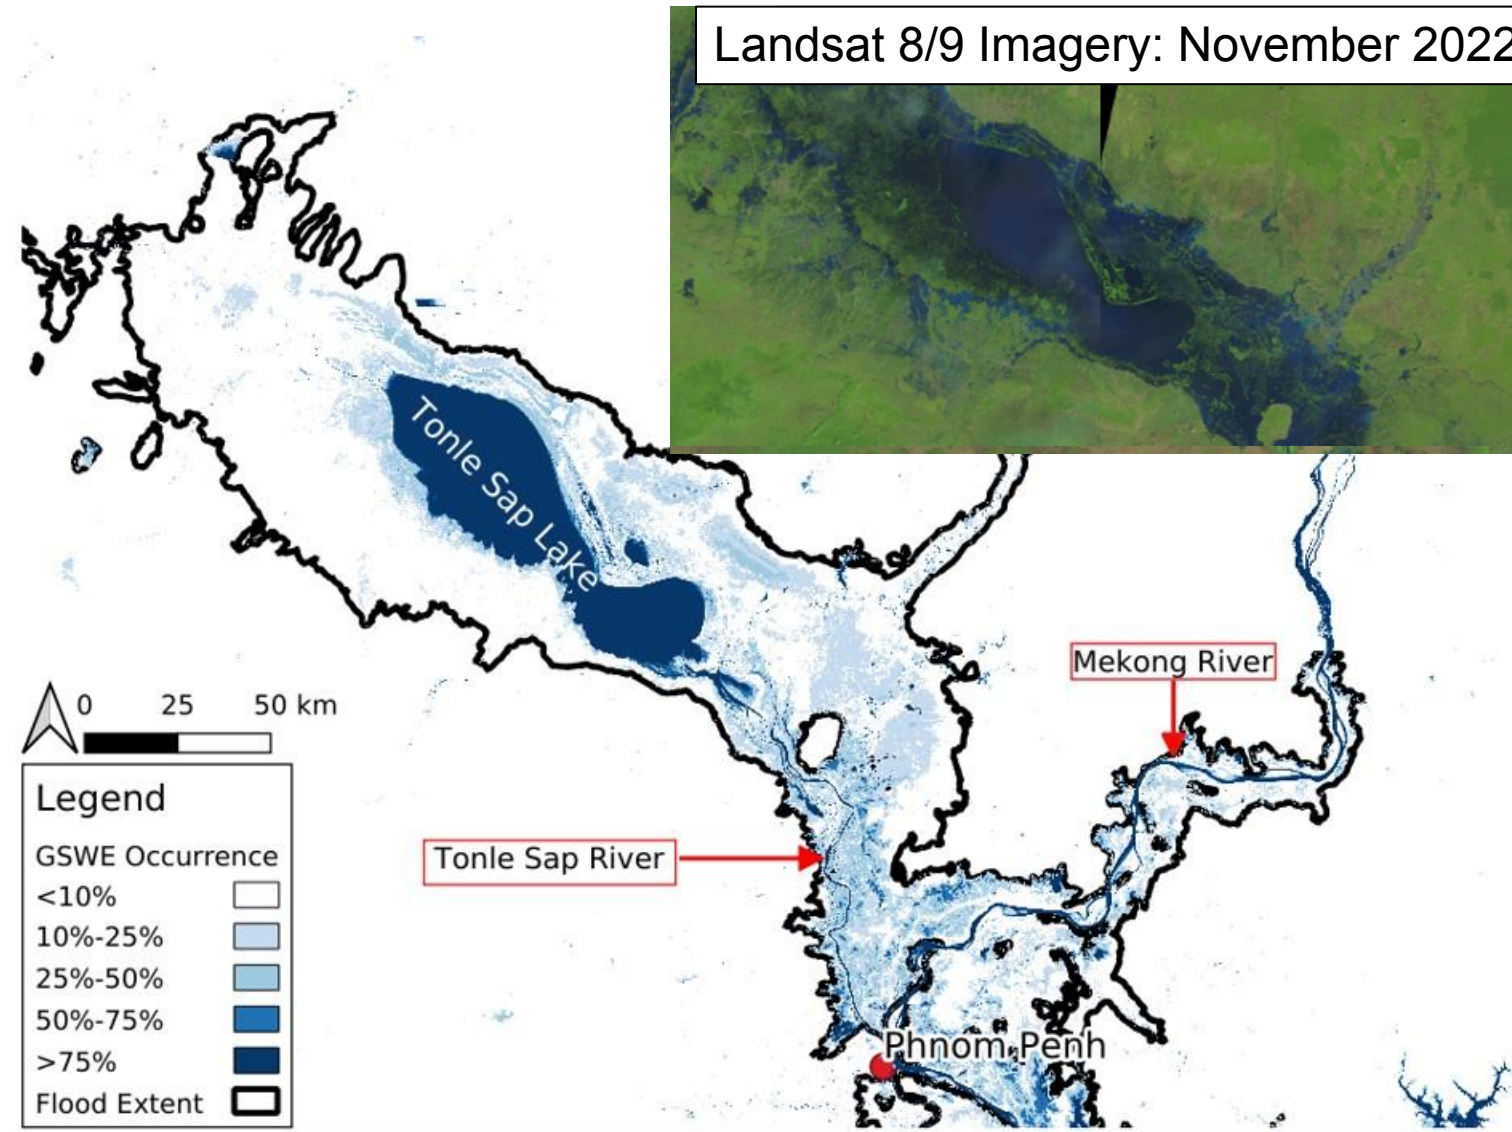 Landsat 8/9 Imagery: November 2022
Tonle Sap Lake
Mekong River
0 25 50 km
Legend
GSWE Occurrence
<10%
10%-25%
25%-50%
50%-75%
>75%
Flood Extent
Tonle Sap River
Phnom Penh